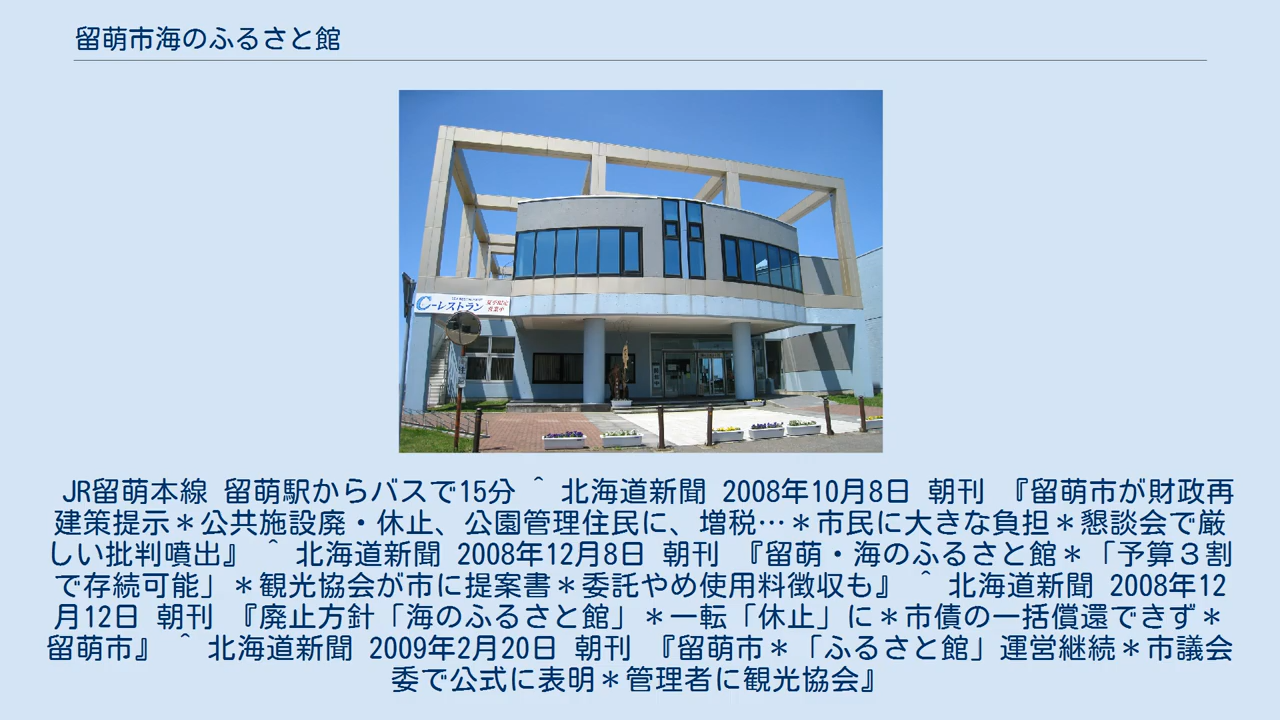 留萌市海のふるさと館
C-レストラン
JR留萌本線 留萌駅からバスで15分 ^ 北海道新聞 2008年10月8日 朝刊 『留萌市が財政再
建策提示＊公共施設廃・休止、公園管理住民に、増税…＊市民に大きな負担＊懇談会で厳
しい批判噴出』 ^ 北海道新聞 2008年12月8日 朝刊 『留萌・海のふるさと館＊「予算３割
で存続可能」＊観光協会が市に提案書＊委託やめ使用料徴収も』 ^ 北海道新聞 2008年12
月12日 朝刊 『廃止方針「海のふるさと館」＊一転「休止」に＊市債の一括償還できず＊
留萌市』 ^ 北海道新聞 2009年2月20日 朝刊 『留萌市＊「ふるさと館」運営継続＊市議会
委で公式に表明＊管理者に観光協会』